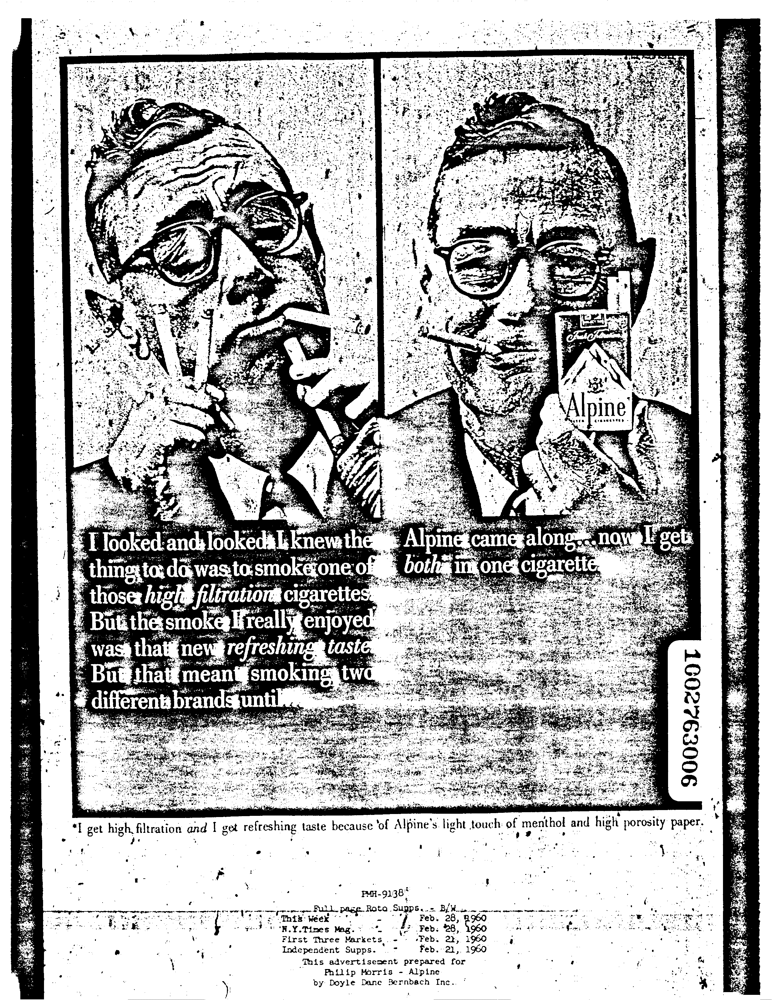 I looked and looked. I knew the
thing to do was to smoke one of
those high filtration cigarettes.
But the smoke I really enjoyed
was that new refreshing taste.
But that meant smoking two
different brands until...
Alpine
Alpine came along... now I get
both* in one cigarette.
1002763006
*I get high filtration and I get refreshing taste because of Alpine's light touch of menthol and high porosity paper.
PMH-9138
Full page Roto Supps. - B/W
This Week - Feb. 28, 1960
N.Y.Times Mag. - Feb. 28, 1960
First Three Markets - Feb. 21, 1960
Independent Supps. - Feb. 21, 1960
This advertisement prepared for
Philip Morris - Alpine
by Doyle Dane Bernbach Inc.